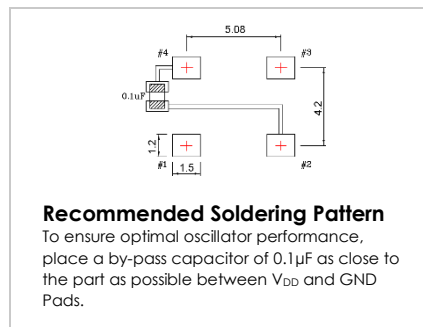 5.08
#4
#3
0.1uF
4.2
1.2
#1
1.5
#2
Recommended Soldering Pattern
To ensure optimal oscillator performance,
place a by-pass capacitor of 0.1µF as close to
the part as possible between VDD and GND
Pads.